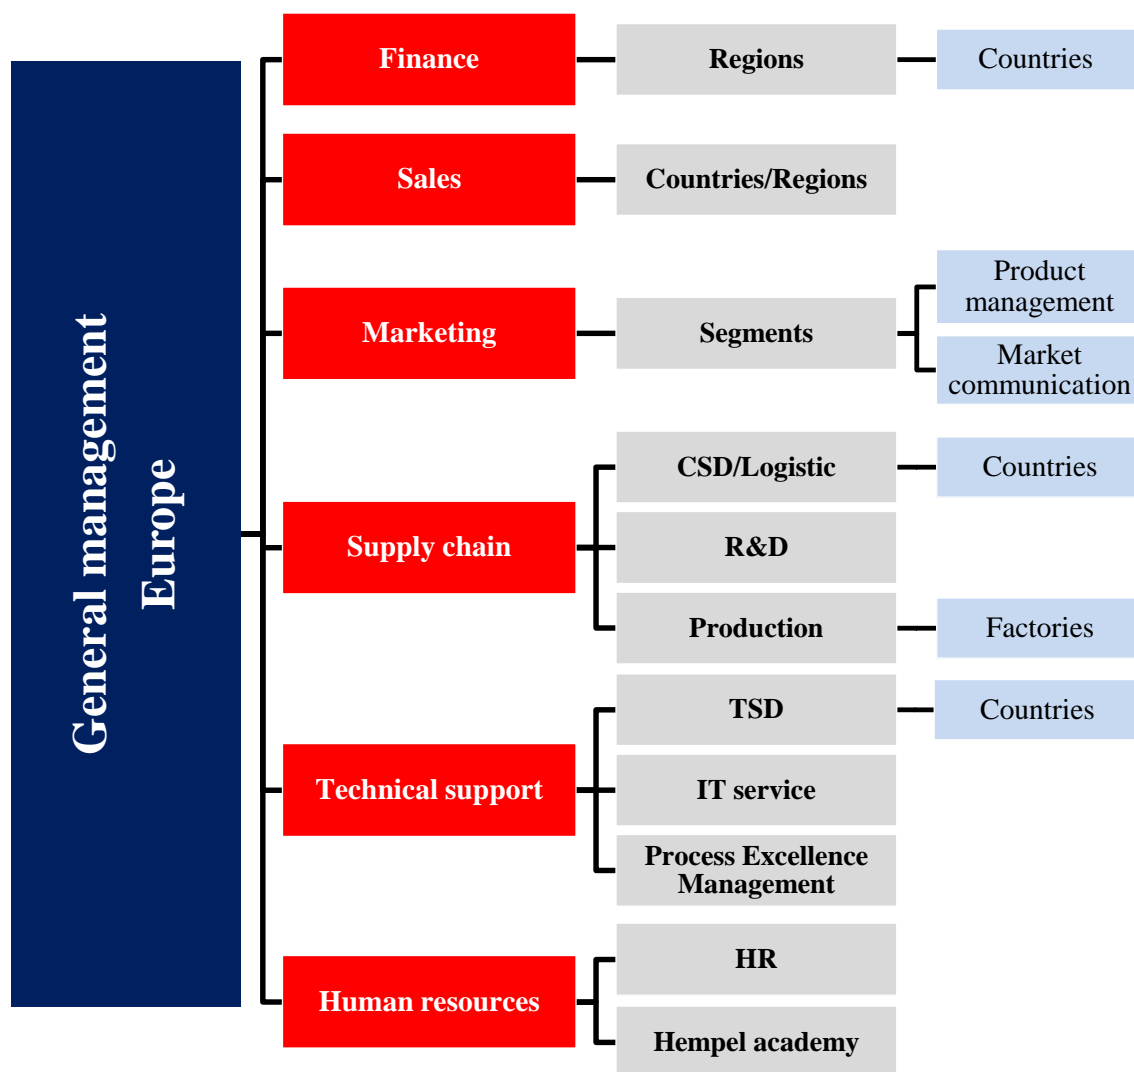 General management
Europe
Finance
Regions
Countries
Sales
Countries/Regions
Marketing
Segments
Product
management
Market
communication
Supply chain
CSD/Logistic
Countries
R&D
Production
Factories
Technical support
TSD
Countries
IT service
Process Excellence
Management
Human resources
HR
Hempel academy